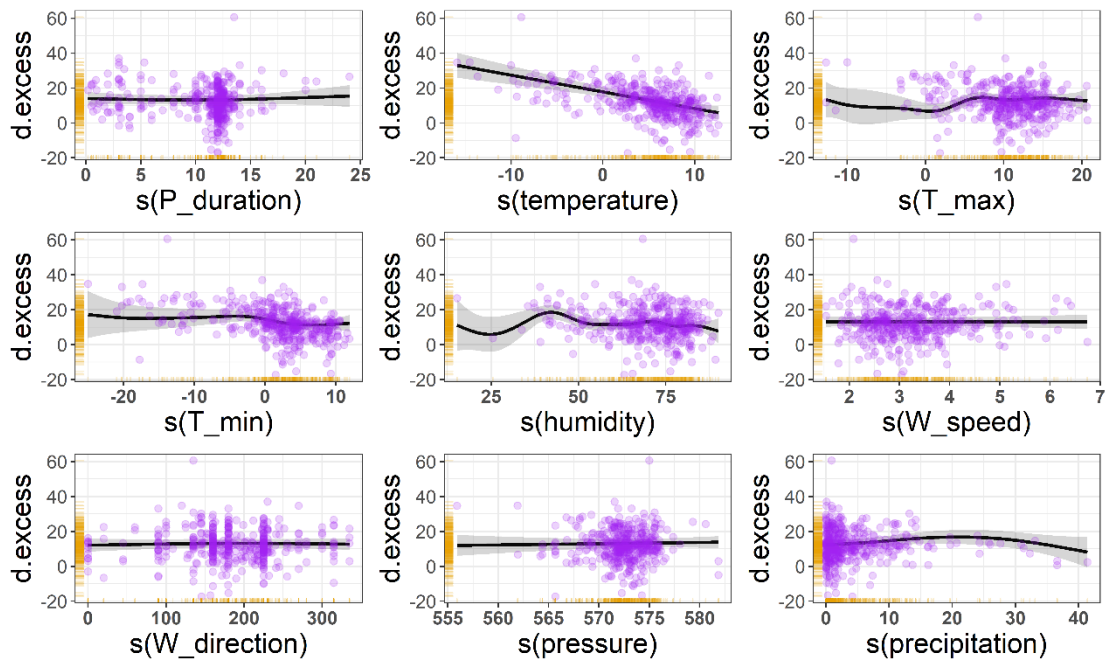 d.excess
60
40
20
0
-20
0 5 10 15 20 25
s(P_duration)
d.excess
60
40
20
0
-20
-10 0 10
s(temperature)
d.excess
60
40
20
0
-20
-10 0 10 20
s(T_max)
d.excess
60
40
20
0
-20
-20 -10 0 10
s(T_min)
d.excess
60
40
20
0
-20
25 50 75
s(humidity)
d.excess
60
40
20
0
-20
2 3 4 5 6 7
s(W_speed)
d.excess
60
40
20
0
-20
0 100 200 300
s(W_direction)
d.excess
60
40
20
0
-20
555 565 570 575 580
s(pressure)
d.excess
60
40
20
0
-20
0 10 20 30 40
s(precipitation)